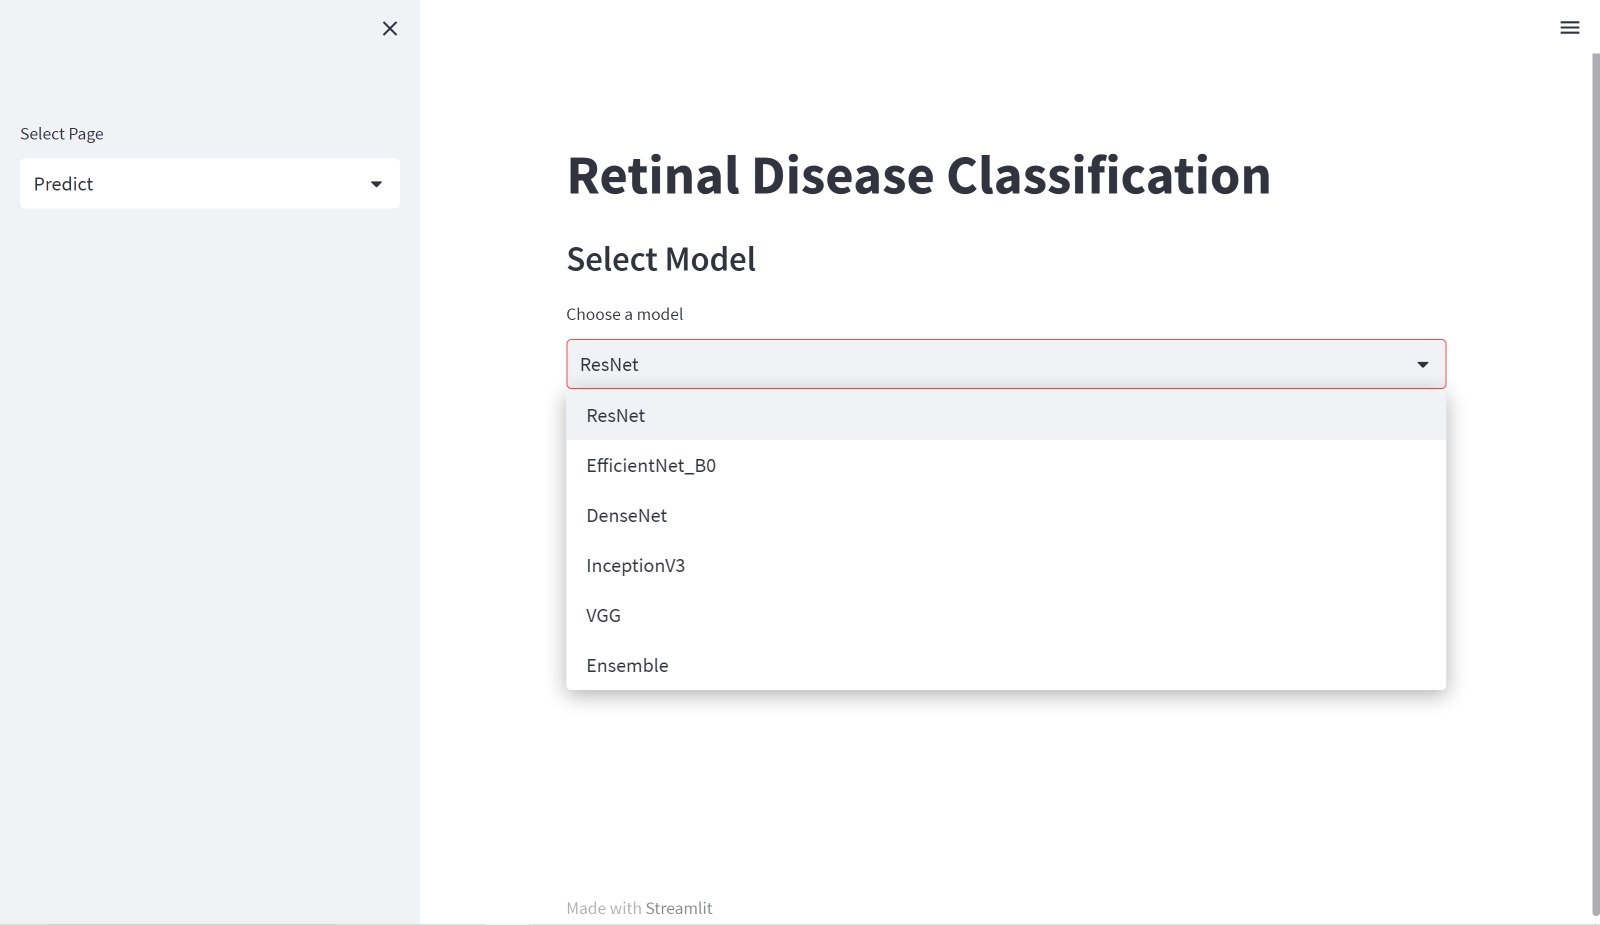 Select Page
Predict
Retinal Disease Classification
Select Model
Choose a model
ResNet
ResNet
EfficientNet_B0
DenseNet
InceptionV3
VGG
Ensemble
Made with Streamlit